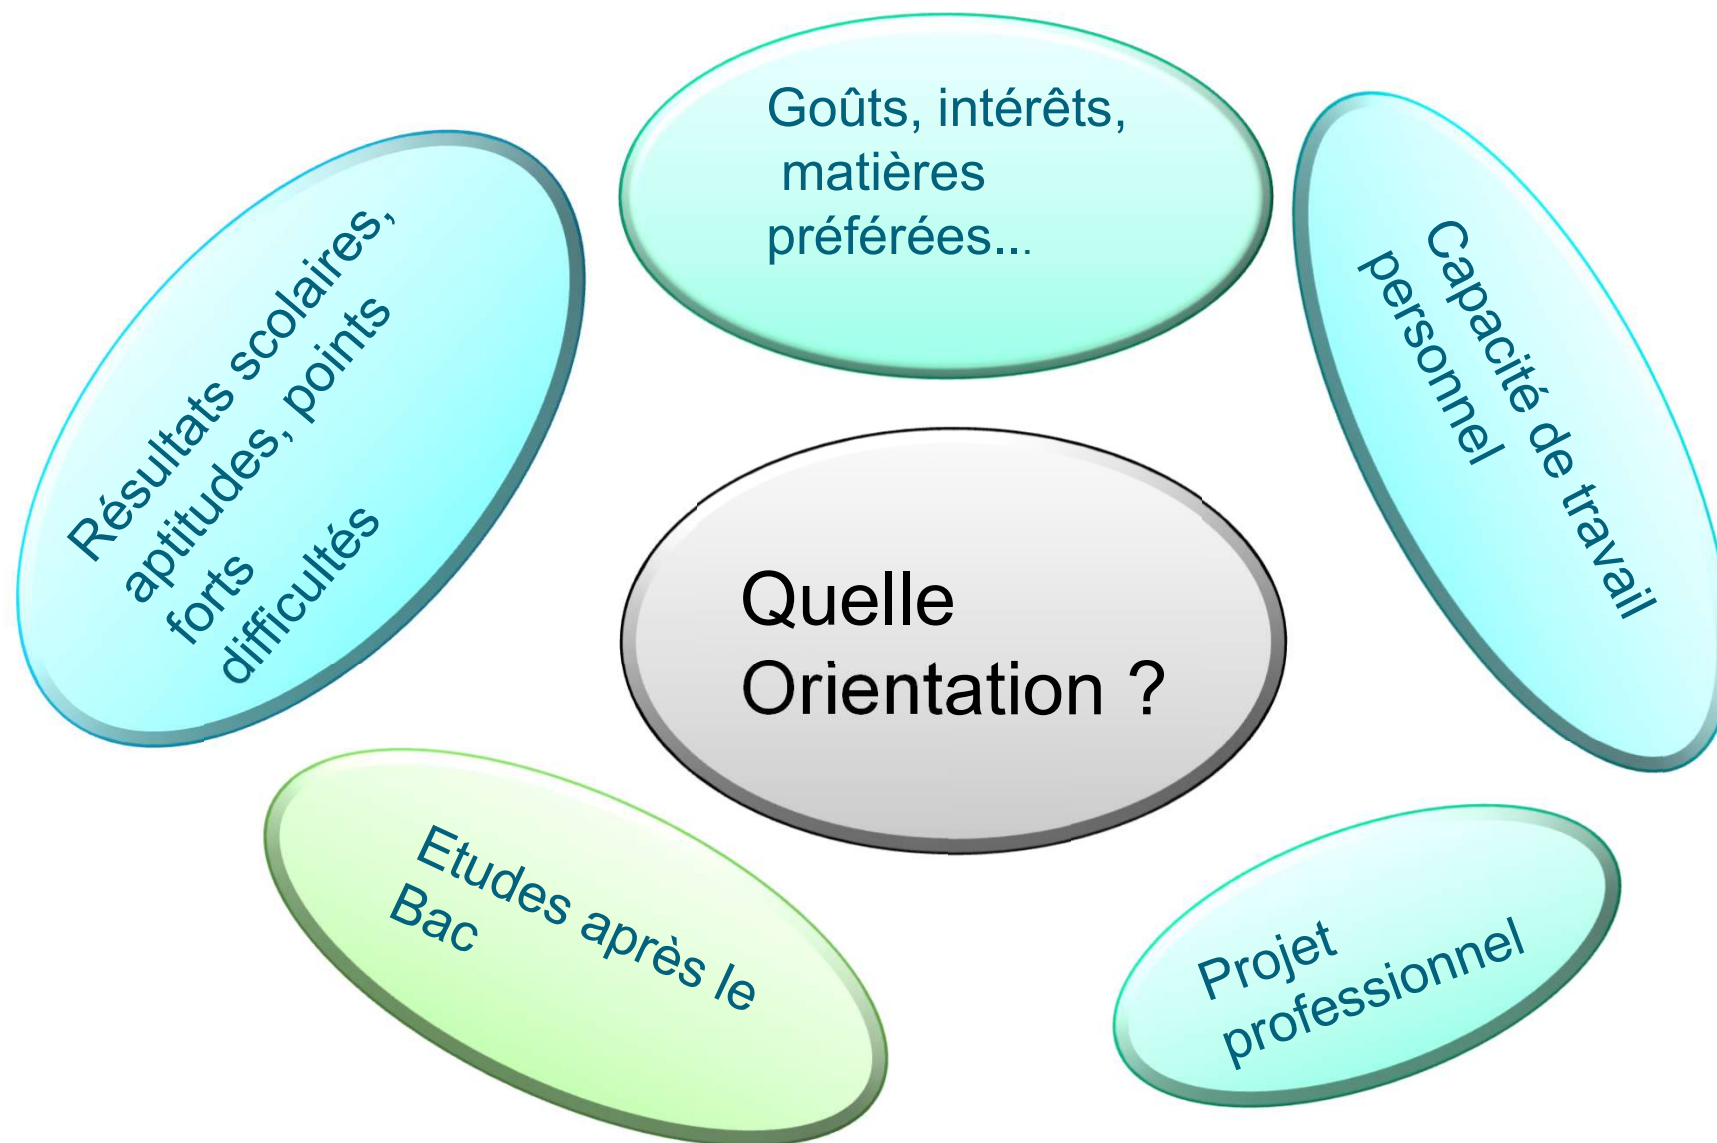 Goûts, intérêts,
matières
préférées...
Résultats scolaires,
aptitudes, points
forts
difficultés
Capacité de travail
personnel
Quelle
Orientation ?
Etudes après le
Bac
Projet
professionnel